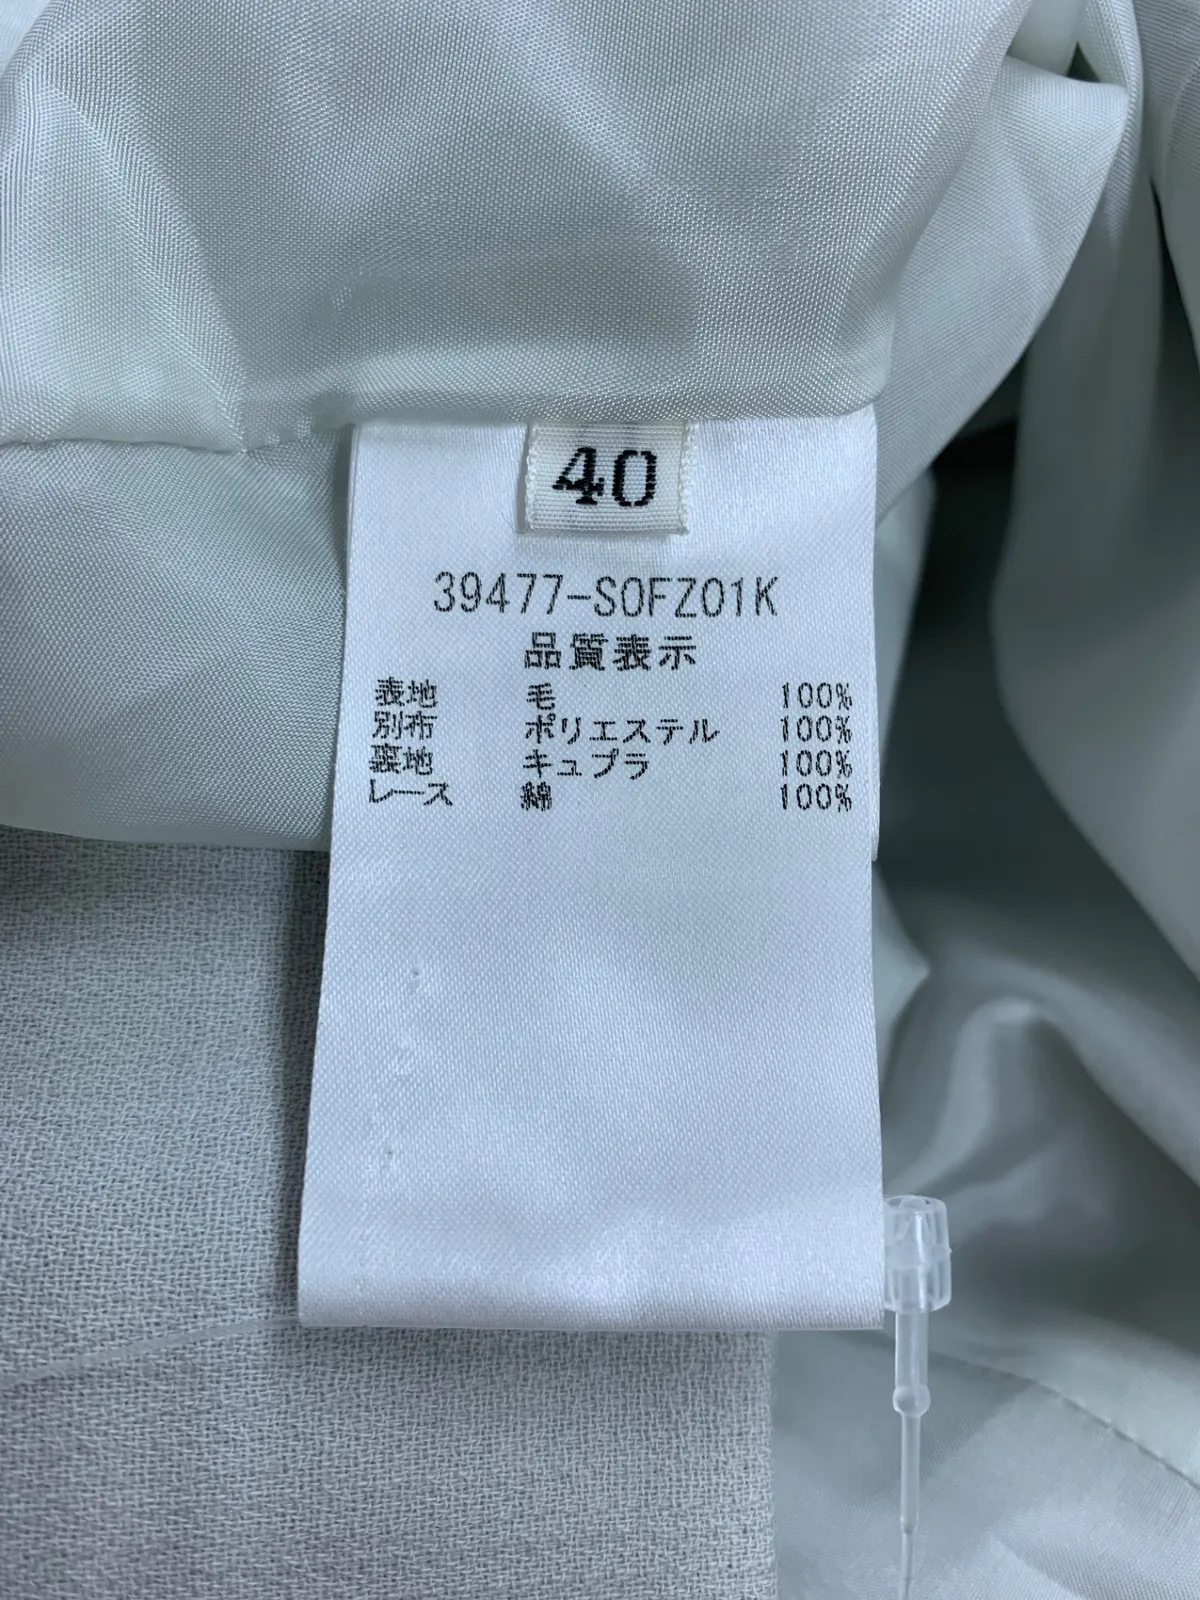 40
39477-S0FZ01K
品質表示
表地 毛 100%
別布 ポリエステル 100%
裏地 キュプラ 100%
レース 綿 100%